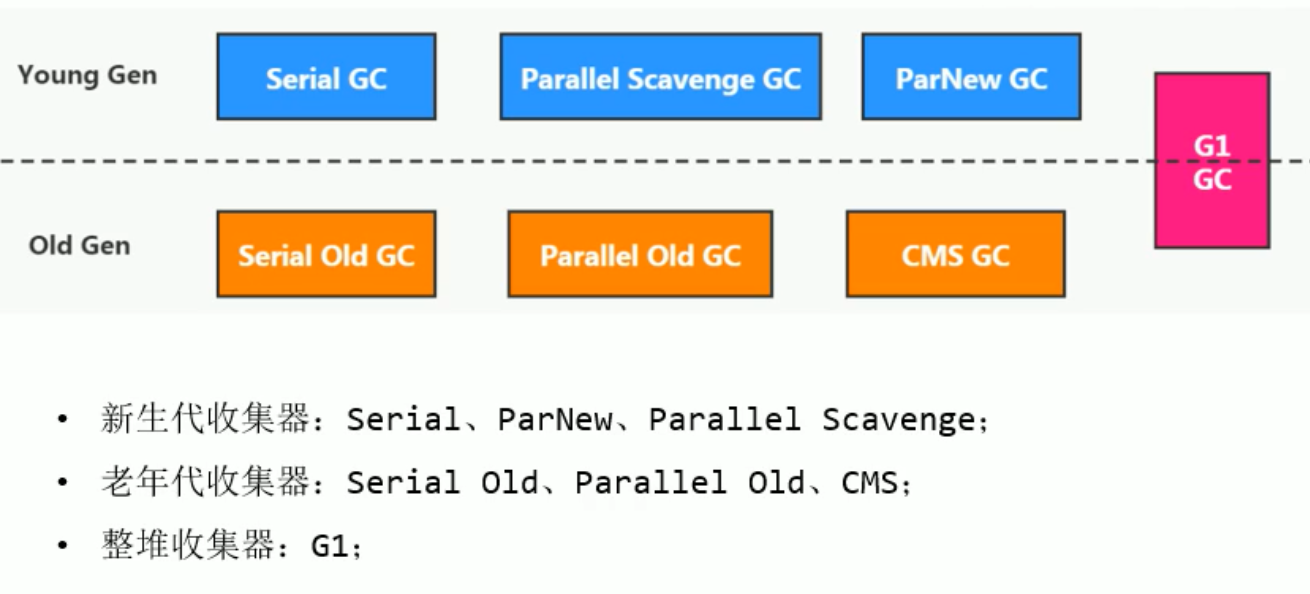 Young Gen
Serial GC
Parallel Scavenge GC
ParNew GC
G1
GC
Old Gen
Serial Old GC
Parallel Old GC
CMS GC
• 新生代收集器：Serial、ParNew、Parallel Scavenge；
• 老年代收集器：Serial Old、Parallel Old、CMS；
• 整堆收集器：G1；